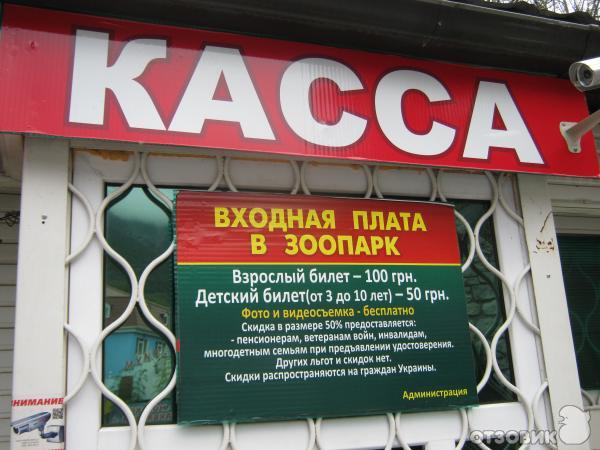 КАССА
ВХОДНАЯ ПЛАТА
В ЗООПАРК
Взрослый билет – 100 грн.
Детский билет(от 3 до 10 лет) – 50 грн.
Фото и видеосъемка - бесплатно
Скидка в размере 50% предоставляется:
- пенсионерам, ветеранам войн, инвалидам,
многодетным семьям при предъявлении удостоверения.
Других льгот и скидок нет.
Скидки распространяются на граждан Украины.
Администрация
ВНИМАНИЕ
ОТЗОВИК